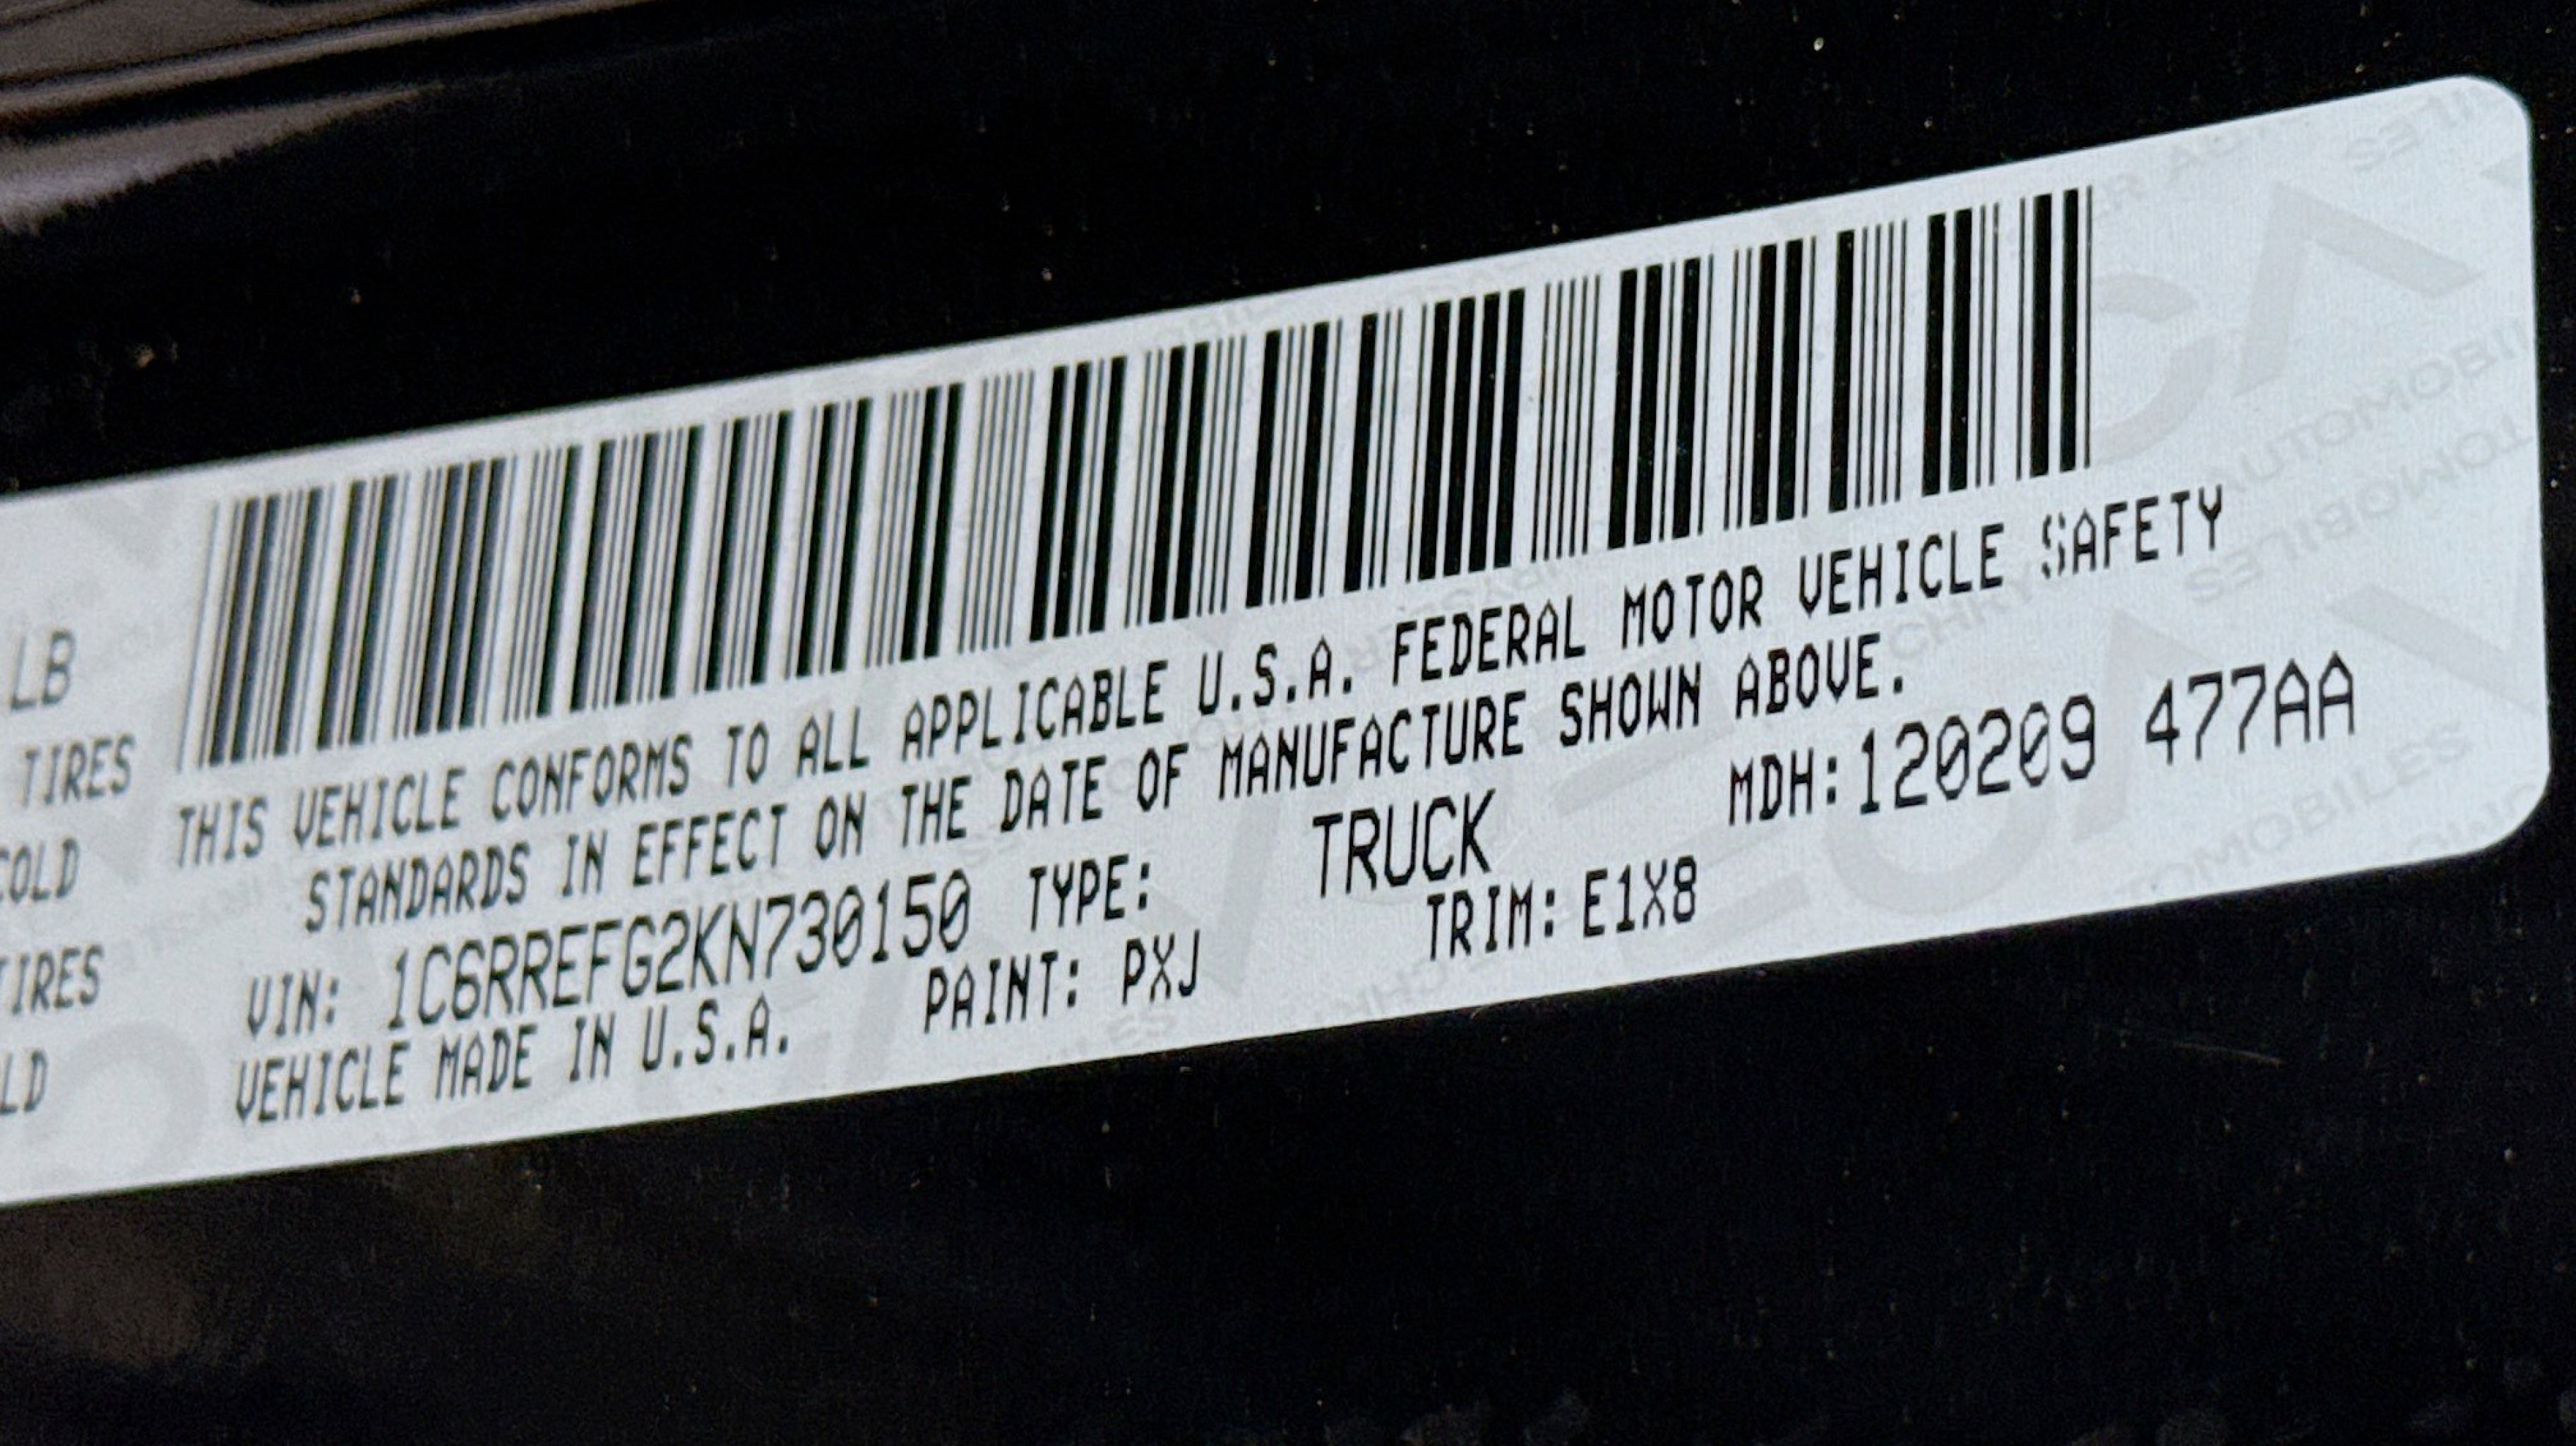 LB
TIRES
COLD
TIRES
LD
THIS VEHICLE CONFORMS TO ALL APPLICABLE U.S.A. FEDERAL MOTOR VEHICLE SAFETY
STANDARDS IN EFFECT ON THE DATE OF MANUFACTURE SHOWN ABOVE.
VIN: 1C6RREFG2KN730150 TYPE: TRUCK MDH:120209 477AA
VEHICLE MADE IN U.S.A. PAINT: PXJ TRIM:E1X8